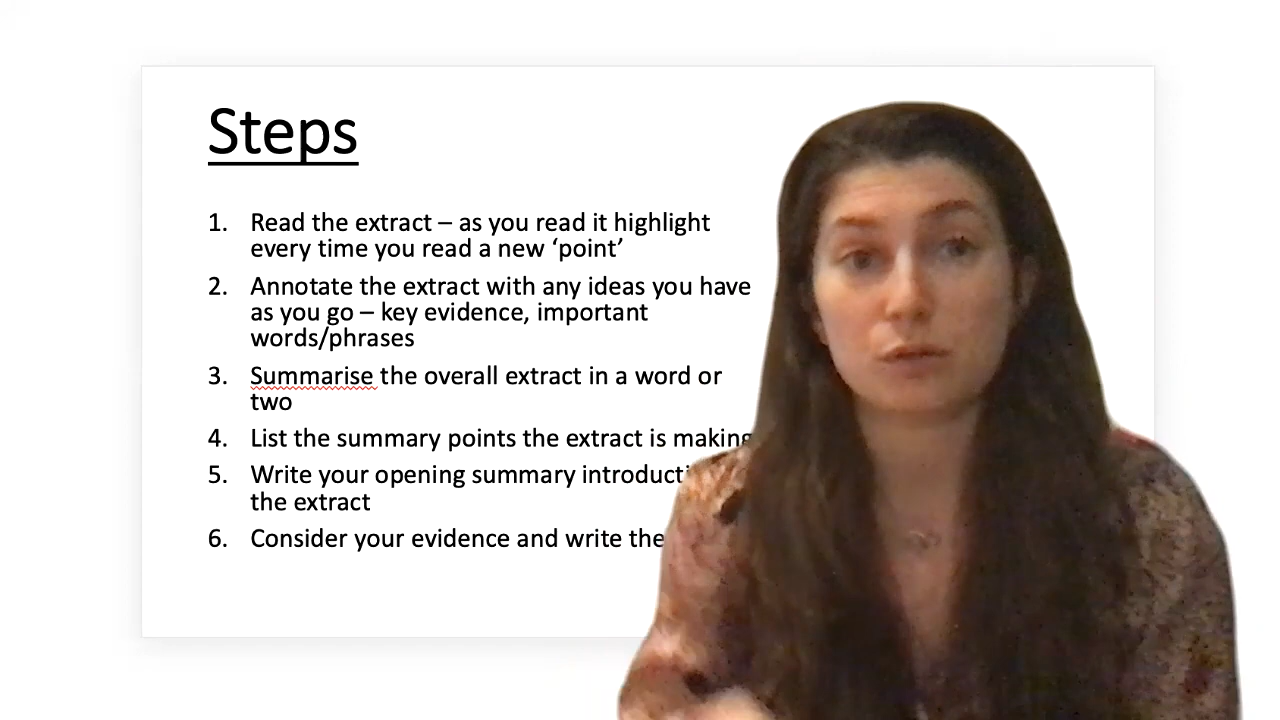 Steps
1. Read the extract – as you read it highlight
every time you read a new ‘point’
2. Annotate the extract with any ideas you have
as you go – key evidence, important
words/phrases
3. Summarise the overall extract in a word or
two
4. List the summary points the extract is making
5. Write your opening summary
the extract
6. Consider your evidence and write the